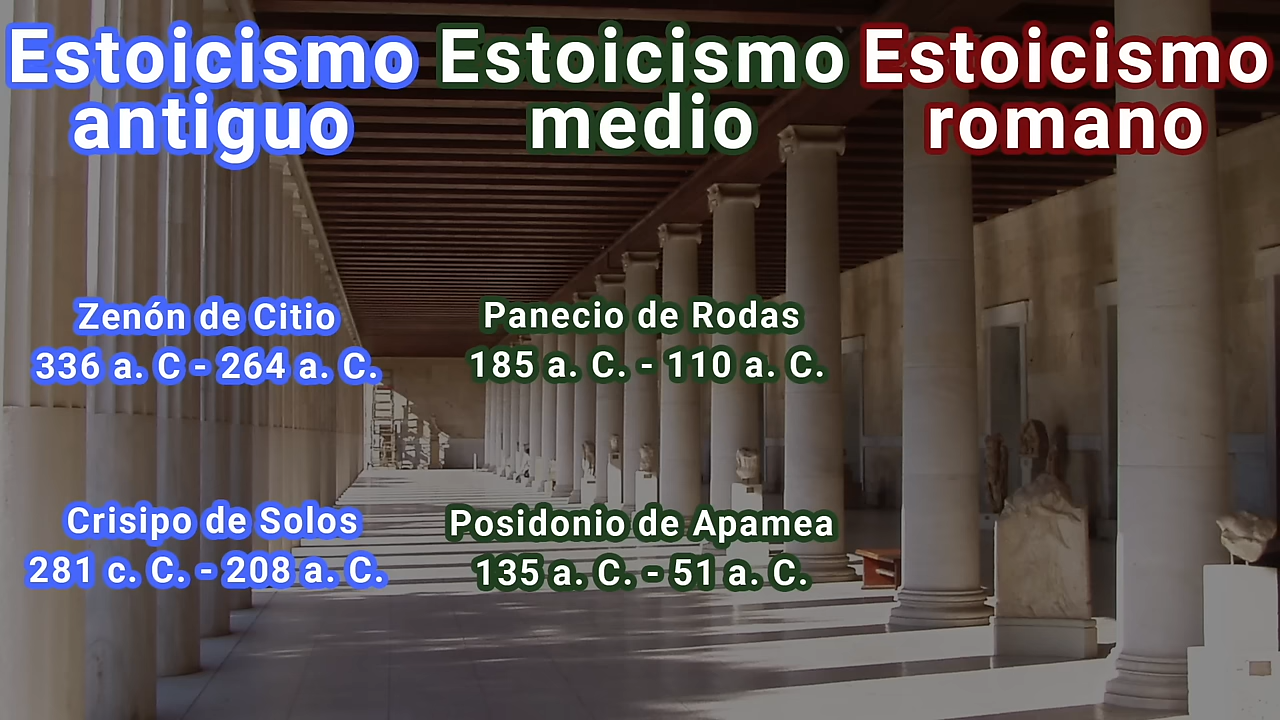 Estoicismo
antiguo
Estoicismo
medio
Estoicismo
romano
Zenón de Citio
336 a. C - 264 a. C.
Panecio de Rodas
185 a. C. - 110 a. C.
Crisipo de Solos
281 c. C. - 208 a. C.
Posidonio de Apamea
135 a. C. - 51 a. C.